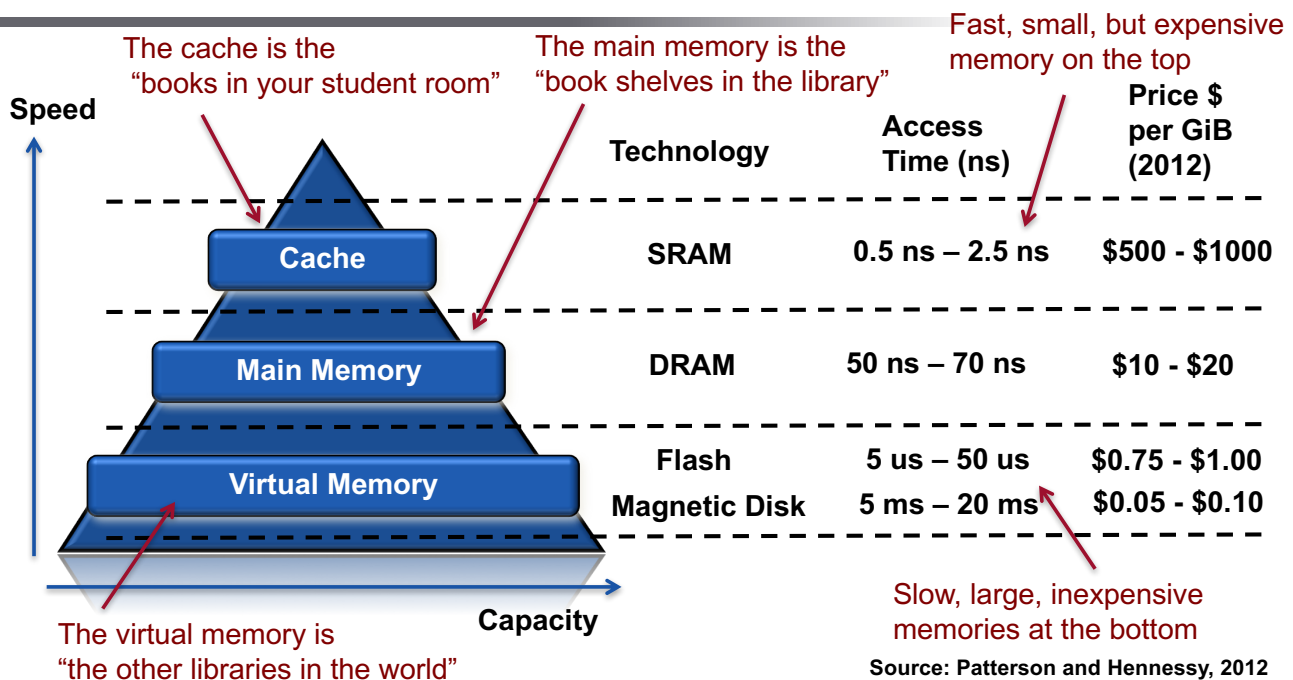 The cache is the
“books in your student room”
The main memory is the
“book shelves in the library”
Fast, small, but expensive
memory on the top
Speed
Technology
Access
Time (ns)
Price $
per GiB
(2012)
Cache
SRAM
0.5 ns – 2.5 ns
$500 - $1000
Main Memory
DRAM
50 ns – 70 ns
$10 - $20
Virtual Memory
Flash
5 us – 50 us
$0.75 - $1.00
Magnetic Disk
5 ms – 20 ms
$0.05 - $0.10
Capacity
The virtual memory is
“the other libraries in the world”
Slow, large, inexpensive
memories at the bottom
Source: Patterson and Hennessy, 2012